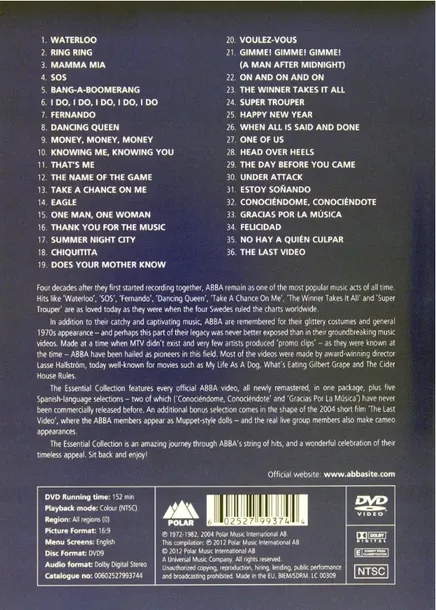 1. WATERLOO
2. RING RING
3. MAMMA MIA
4. SOS
5. BANG-A-BOOMERANG
6. I DO, I DO, I DO, I DO, I DO
7. FERNANDO
8. DANCING QUEEN
9. MONEY, MONEY, MONEY
10. KNOWING ME, KNOWING YOU
11. THAT'S ME
12. THE NAME OF THE GAME
13. TAKE A CHANCE ON ME
14. EAGLE
15. ONE MAN, ONE WOMAN
16. THANK YOU FOR THE MUSIC
17. SUMMER NIGHT CITY
18. CHIQUITITA
19. DOES YOUR MOTHER KNOW
20. VOULEZ-VOUS
21. GIMME! GIMME! GIMME!
(A MAN AFTER MIDNIGHT)
22. ON AND ON AND ON
23. THE WINNER TAKES IT ALL
24. SUPER TROUPER
25. HAPPY NEW YEAR
26. WHEN ALL IS SAID AND DONE
27. ONE OF US
28. HEAD OVER HEELS
29. THE DAY BEFORE YOU CAME
30. UNDER ATTACK
31. ESTOY SOÑANDO
32. CONOCIÉNDOME, CONOCIÉNDOTE
33. GRACIAS POR LA MÚSICA
34. FELICIDAD
35. NO HAY A QUIÉN CULPAR
36. THE LAST VIDEO
Four decades after they first started recording together, ABBA remain as one of the most popular music acts of all time.
Hits like 'Waterloo', 'SOS', 'Fernando', 'Dancing Queen', 'Take A Chance On Me', 'The Winner Takes It All' and 'Super
Trouper' are as loved today as they were when the four Swedes ruled the charts worldwide.
In addition to their catchy and captivating music, ABBA are remembered for their glittery costumes and general
1970s appearance – and perhaps this part of their legacy was never better exposed than in their groundbreaking music
videos. Made at a time when MTV didn't exist and very few artists produced 'promo clips' – as they were known at
the time – ABBA have been hailed as pioneers in this field. Most of the videos were made by award-winning director
Lasse Hallström, today well-known for movies such as My Life As A Dog, What's Eating Gilbert Grape and The Cider
House Rules.
The Essential Collection features every official ABBA video, all newly remastered, in one package, plus five
Spanish-language selections – two of which ('Conociéndome, Conociéndote' and 'Gracias Por La Música') have never
been commercially released before. An additional bonus selection comes in the shape of the 2004 short film 'The Last
Video', where the ABBA members appear as Muppet-style dolls – and the real live group members also make cameo
appearances.
The Essential Collection is an amazing journey through ABBA's string of hits, and a wonderful celebration of their
timeless appeal. Sit back and enjoy!
Official website: www.abbasite.com
DVD Running time: 152 min
Playback mode: Colour (NTSC)
Region: All regions (0)
Picture Format: 16:9
Menu Screens: English
Disc Format: DVD9
Audio format: Dolby Digital Stereo
Catalogue no: 00602527993744
POLAR
6 02527 99374 4
℗ 1972-1982, 2004 Polar Music International AB
This compilation: ℗ 2012 Polar Music International AB
© 2012 Polar Music International AB
A Universal Music Company. All rights reserved.
Unauthorized copying, reproduction, hiring, lending, public performance
and broadcasting prohibited. Made in the EU. BIEM/SDRM. LC 00309
DVD
VIDEO
DOLBY
DIGITAL
E
NTSC